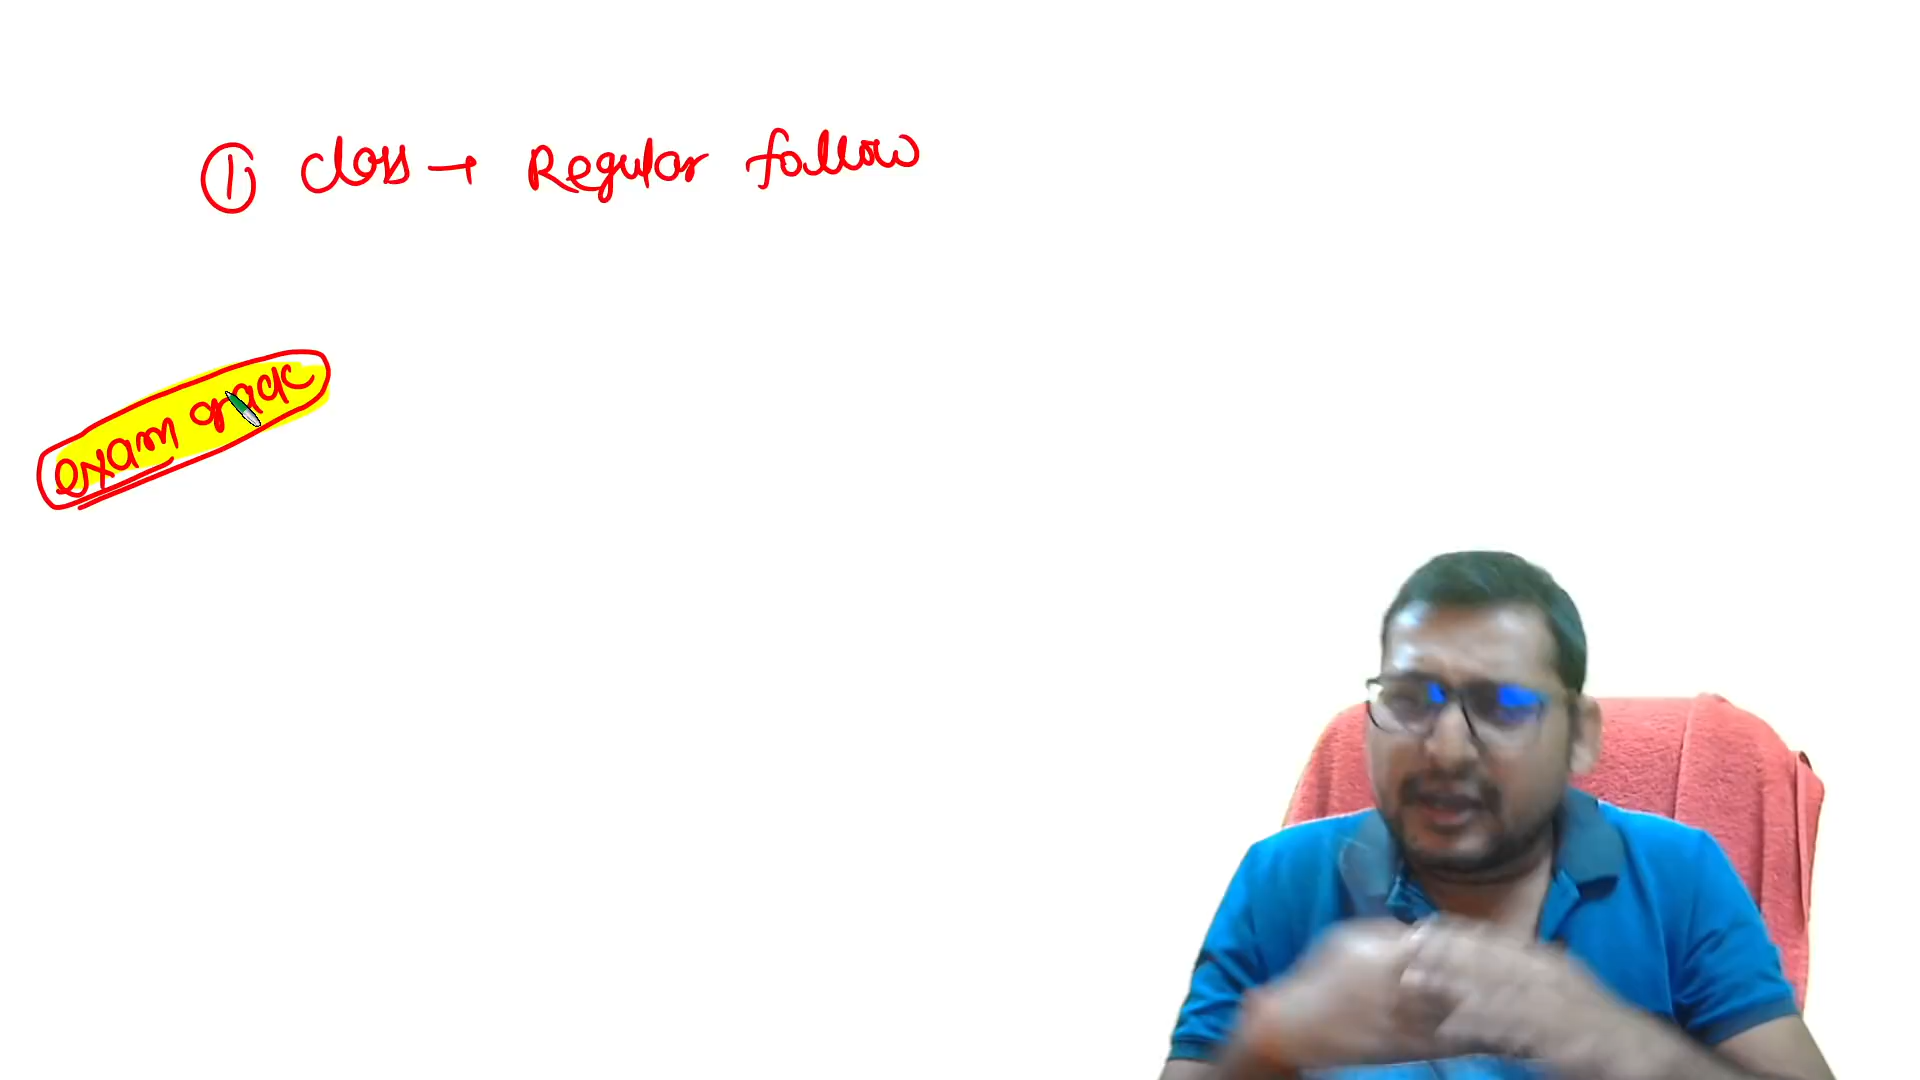 ① Class → Regular follow
exam